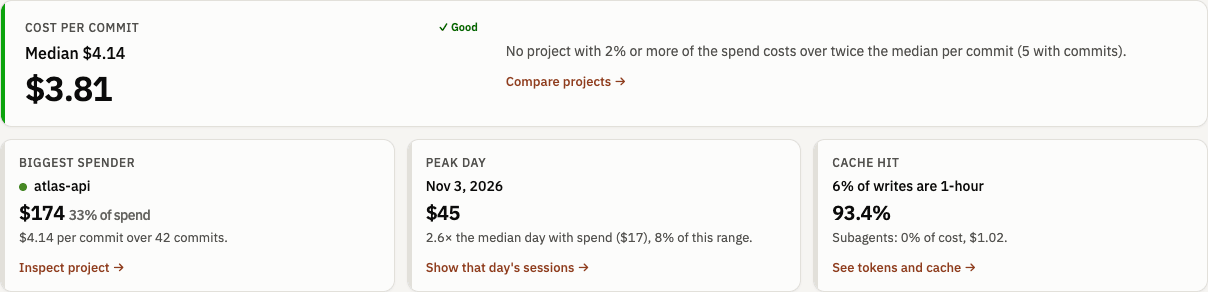 COST PER COMMIT
✓ Good
Median $4.14
$3.81
No project with 2% or more of the spend costs over twice the median per commit (5 with commits).
Compare projects →
BIGGEST SPENDER
atlas-api
$174 33% of spend
$4.14 per commit over 42 commits.
Inspect project →
PEAK DAY
Nov 3, 2026
$45
2.6× the median day with spend ($17), 8% of this range.
Show that day's sessions →
CACHE HIT
6% of writes are 1-hour
93.4%
Subagents: 0% of cost, $1.02.
See tokens and cache →